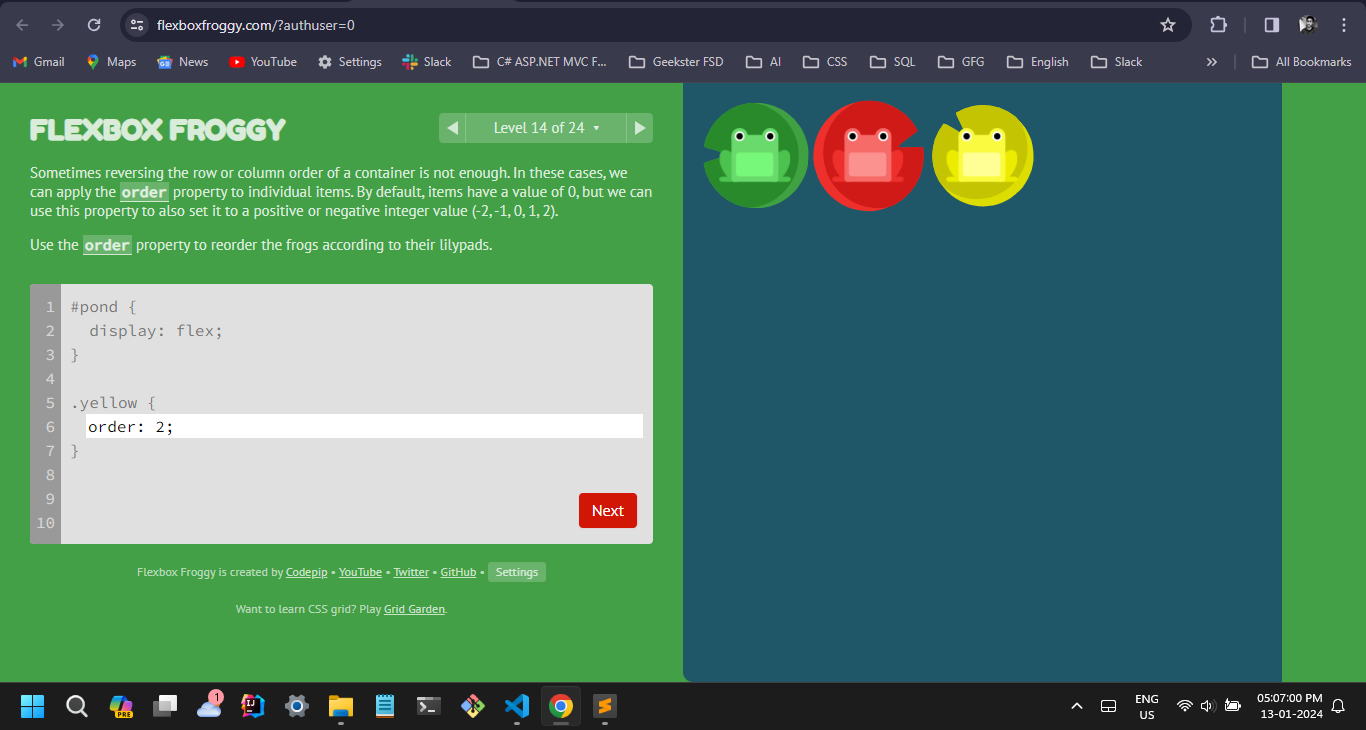 flexboxfroggy.com/?authuser=0
Gmail Maps News YouTube Settings Slack C# ASP.NET MVC F... Geekster FSD AI CSS SQL GFG English Slack » All Bookmarks
FLEXBOX FROGGY
Level 14 of 24
Sometimes reversing the row or column order of a container is not enough. In these cases, we
can apply the order property to individual items. By default, items have a value of 0, but we can
use this property to also set it to a positive or negative integer value (-2, -1, 0, 1, 2).
Use the order property to reorder the frogs according to their lilypads.
1 #pond {
2 display: flex;
3 }
4
5 .yellow {
6 order: 2;
7 }
8
9
10
Next
Flexbox Froggy is created by Codepip • YouTube • Twitter • GitHub • Settings
Want to learn CSS grid? Play Grid Garden.
PRE
1
IJ
ENG
US
05:07:00 PM
13-01-2024